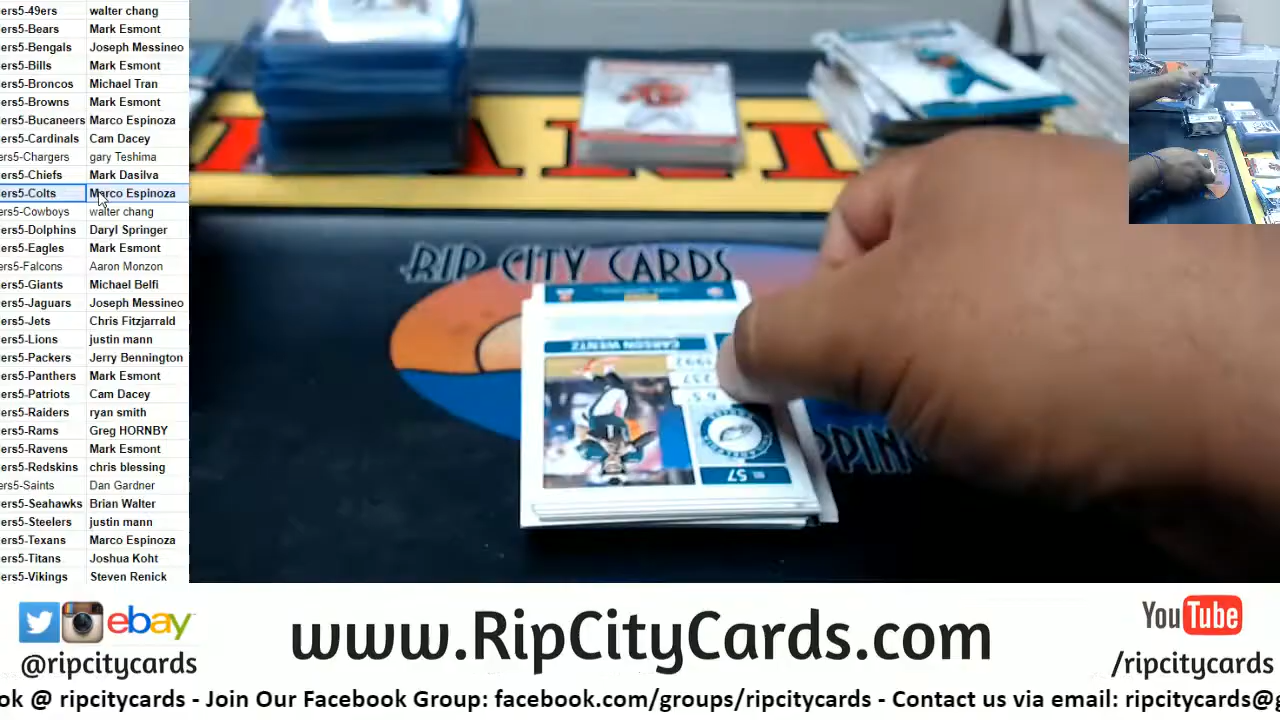 ers5-49ers walter chang
ers5-Bears Mark Esmont
ers5-Bengals Joseph Messineo
ers5-Bills Mark Esmont
ers5-Broncos Michael Tran
ers5-Browns Mark Esmont
ers5-Bucaneers Marco Espinoza
ers5-Cardinals Cam Dacey
ers5-Chargers gary Teshima
ers5-Chiefs Mark Dasilva
ers5-Colts Marco Espinoza
ers5-Cowboys walter chang
ers5-Dolphins Daryl Springer
ers5-Eagles Mark Esmont
ers5-Falcons Aaron Monzon
ers5-Giants Michael Belfi
ers5-Jaguars Joseph Messineo
ers5-Jets Chris Fitzjarrald
ers5-Lions justin mann
ers5-Packers Jerry Bennington
ers5-Panthers Mark Esmont
ers5-Patriots Cam Dacey
ers5-Raiders ryan smith
ers5-Rams Greg HORNBY
ers5-Ravens Mark Esmont
ers5-Redskins chris blessing
ers5-Saints Dan Gardner
ers5-Seahawks Brian Walter
ers5-Steelers justin mann
ers5-Texans Marco Espinoza
ers5-Titans Joshua Koht
ers5-Vikings Steven Renick
RIP CITY CARDS
CARSON WENTZ
1992
237
6'5"
NO. 57
ebay
@ripcitycards
www.RipCityCards.com
YouTube
/ripcitycards
ok @ ripcitycards - Join Our Facebook Group: facebook.com/groups/ripcitycards - Contact us via email: ripcitycards@g